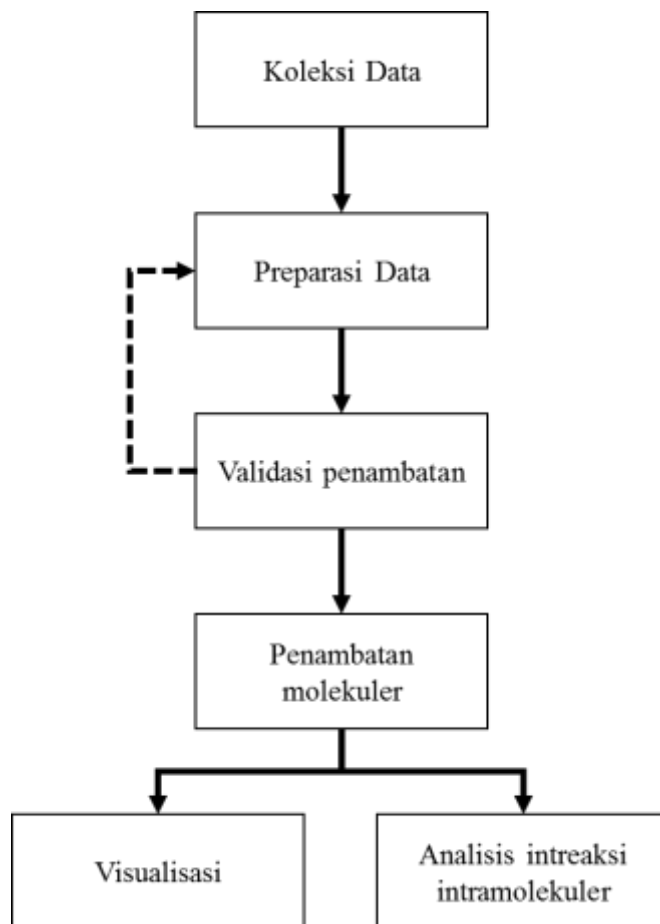 Koleksi Data
Preparasi Data
Validasi penambatan
Penambatan
molekuler
Visualisasi
Analisis intreaksi
intramolekuler